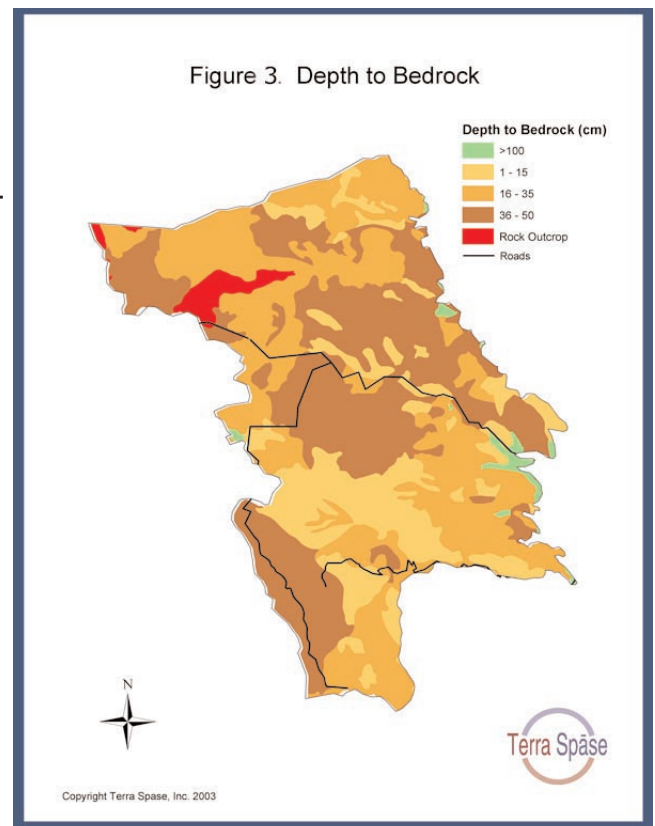 Figure 3. Depth to Bedrock
Depth to Bedrock (cm)
>100
1 - 15
16 - 35
36 - 50
Rock Outcrop
Roads
N
Terra Spāse
Copyright Terra Spase, Inc. 2003